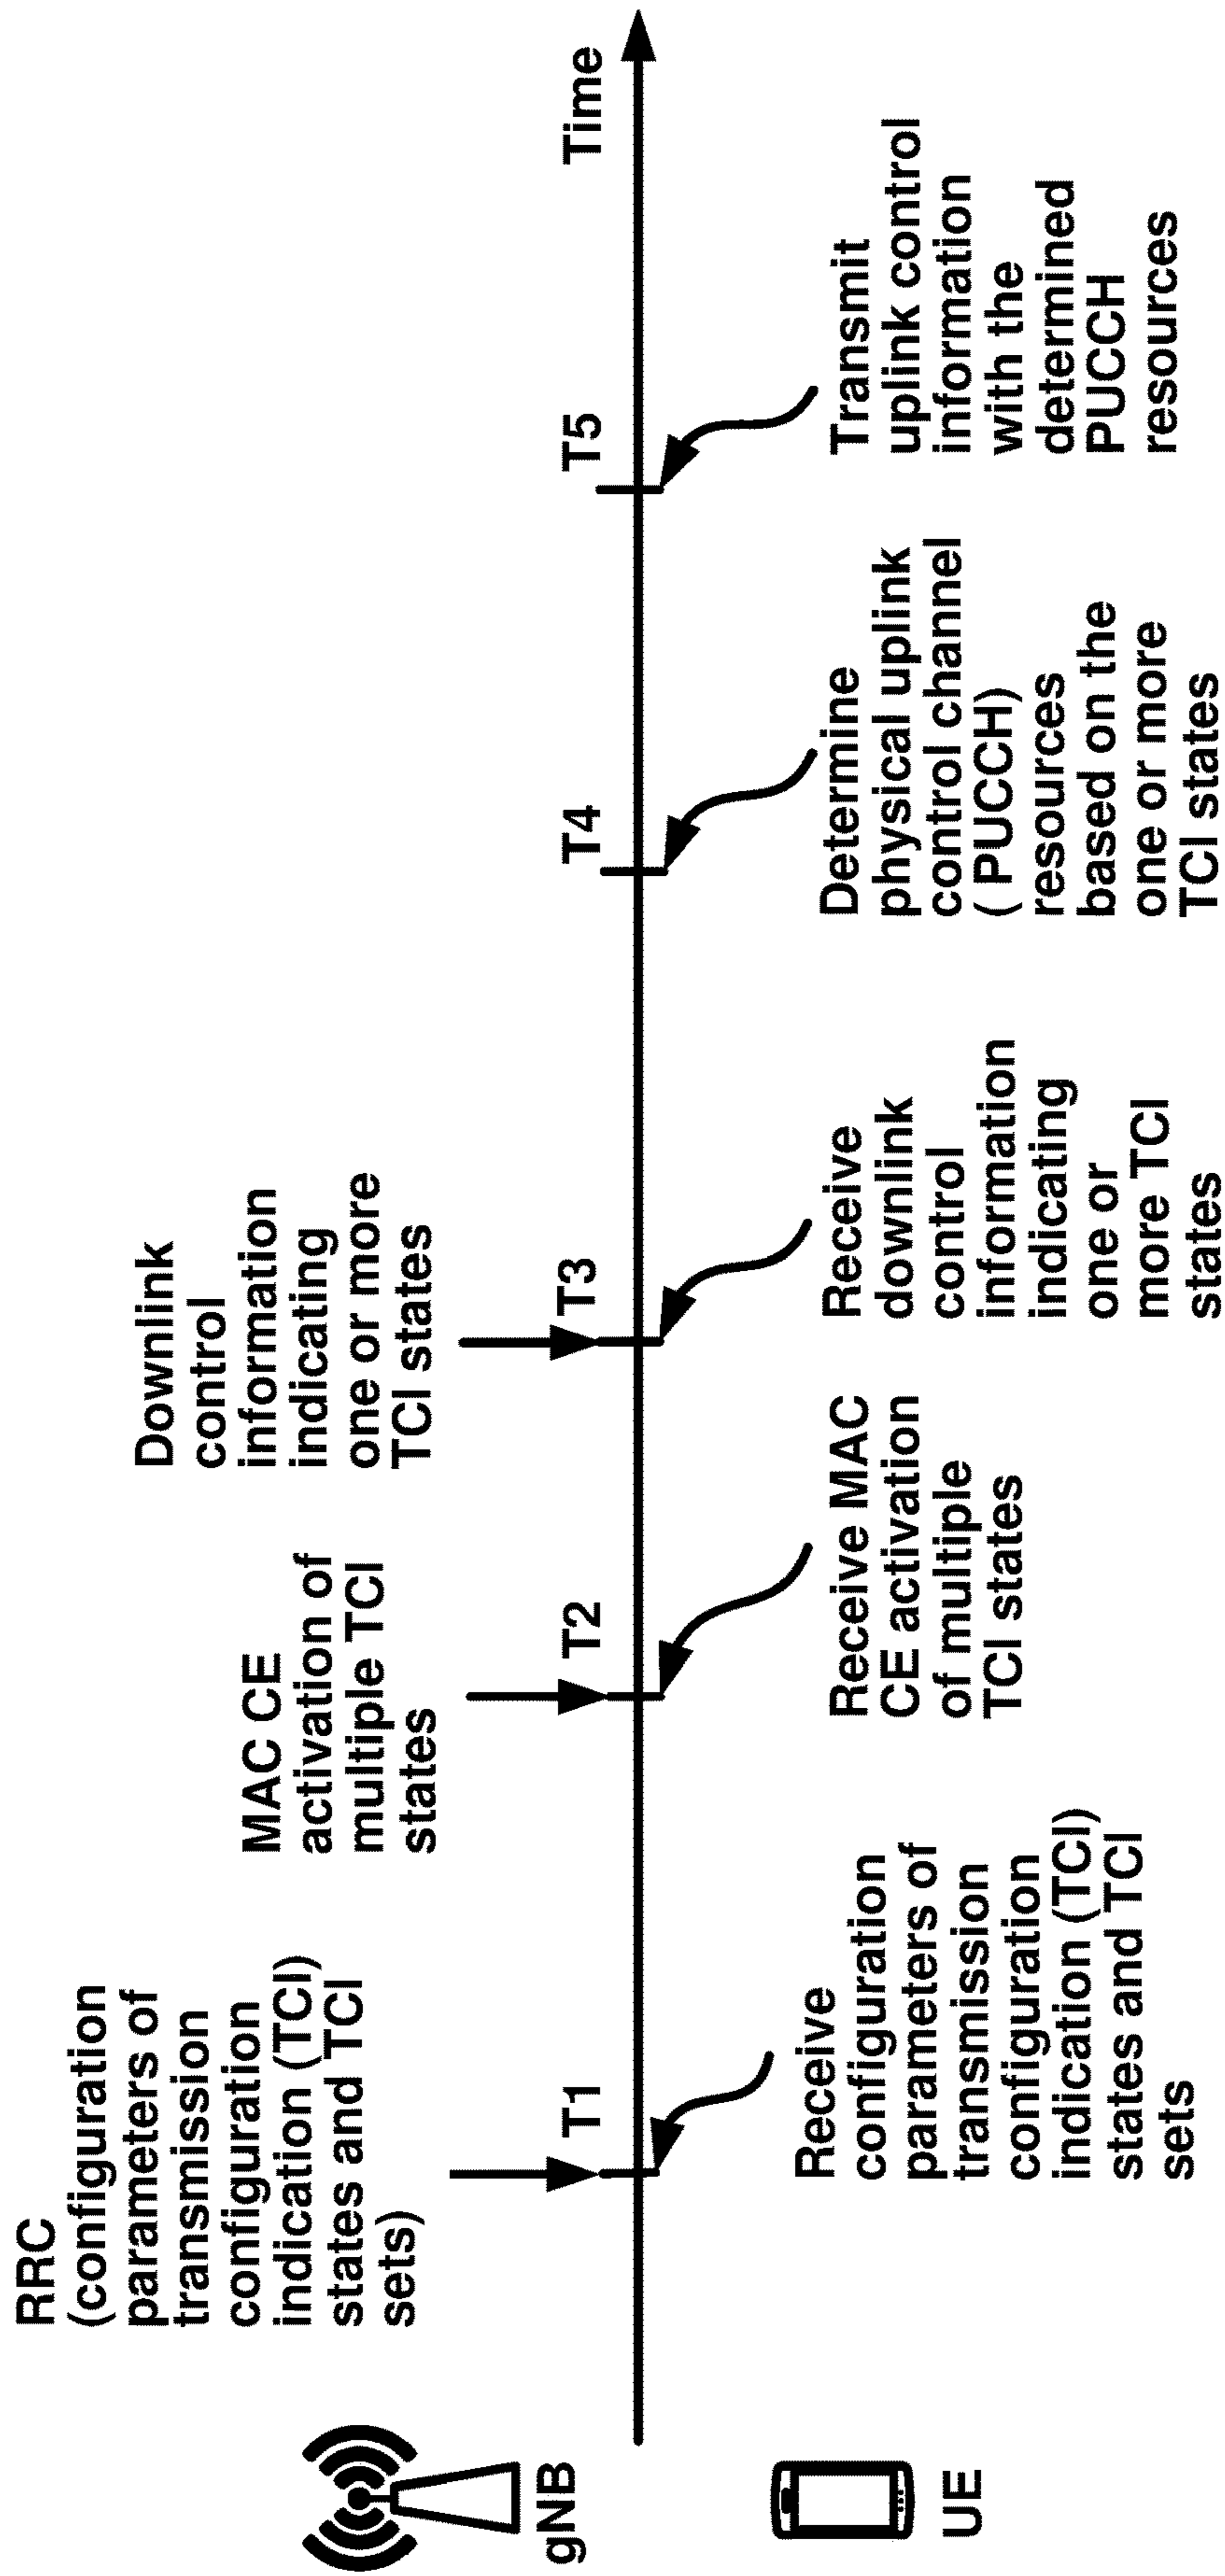 RRC
(configuration
parameters of
transmission
configuration
indication (TCI)
states and TCI
sets)
MAC CE
activation of
multiple TCI
states
Downlink
control
information
indicating
one or more
TCI states
gNB
T1
T2
T3
T4
T5
Time
UE
Receive
configuration
parameters of
transmission
configuration
indication (TCI)
states and TCI
sets
Receive MAC
CE activation
of multiple
TCI states
Receive
downlink
control
information
indicating
one or
more TCI
states
Determine
physical uplink
control channel
( PUCCH)
resources
based on the
one or more
TCI states
Transmit
uplink control
information
with the
determined
PUCCH
resources